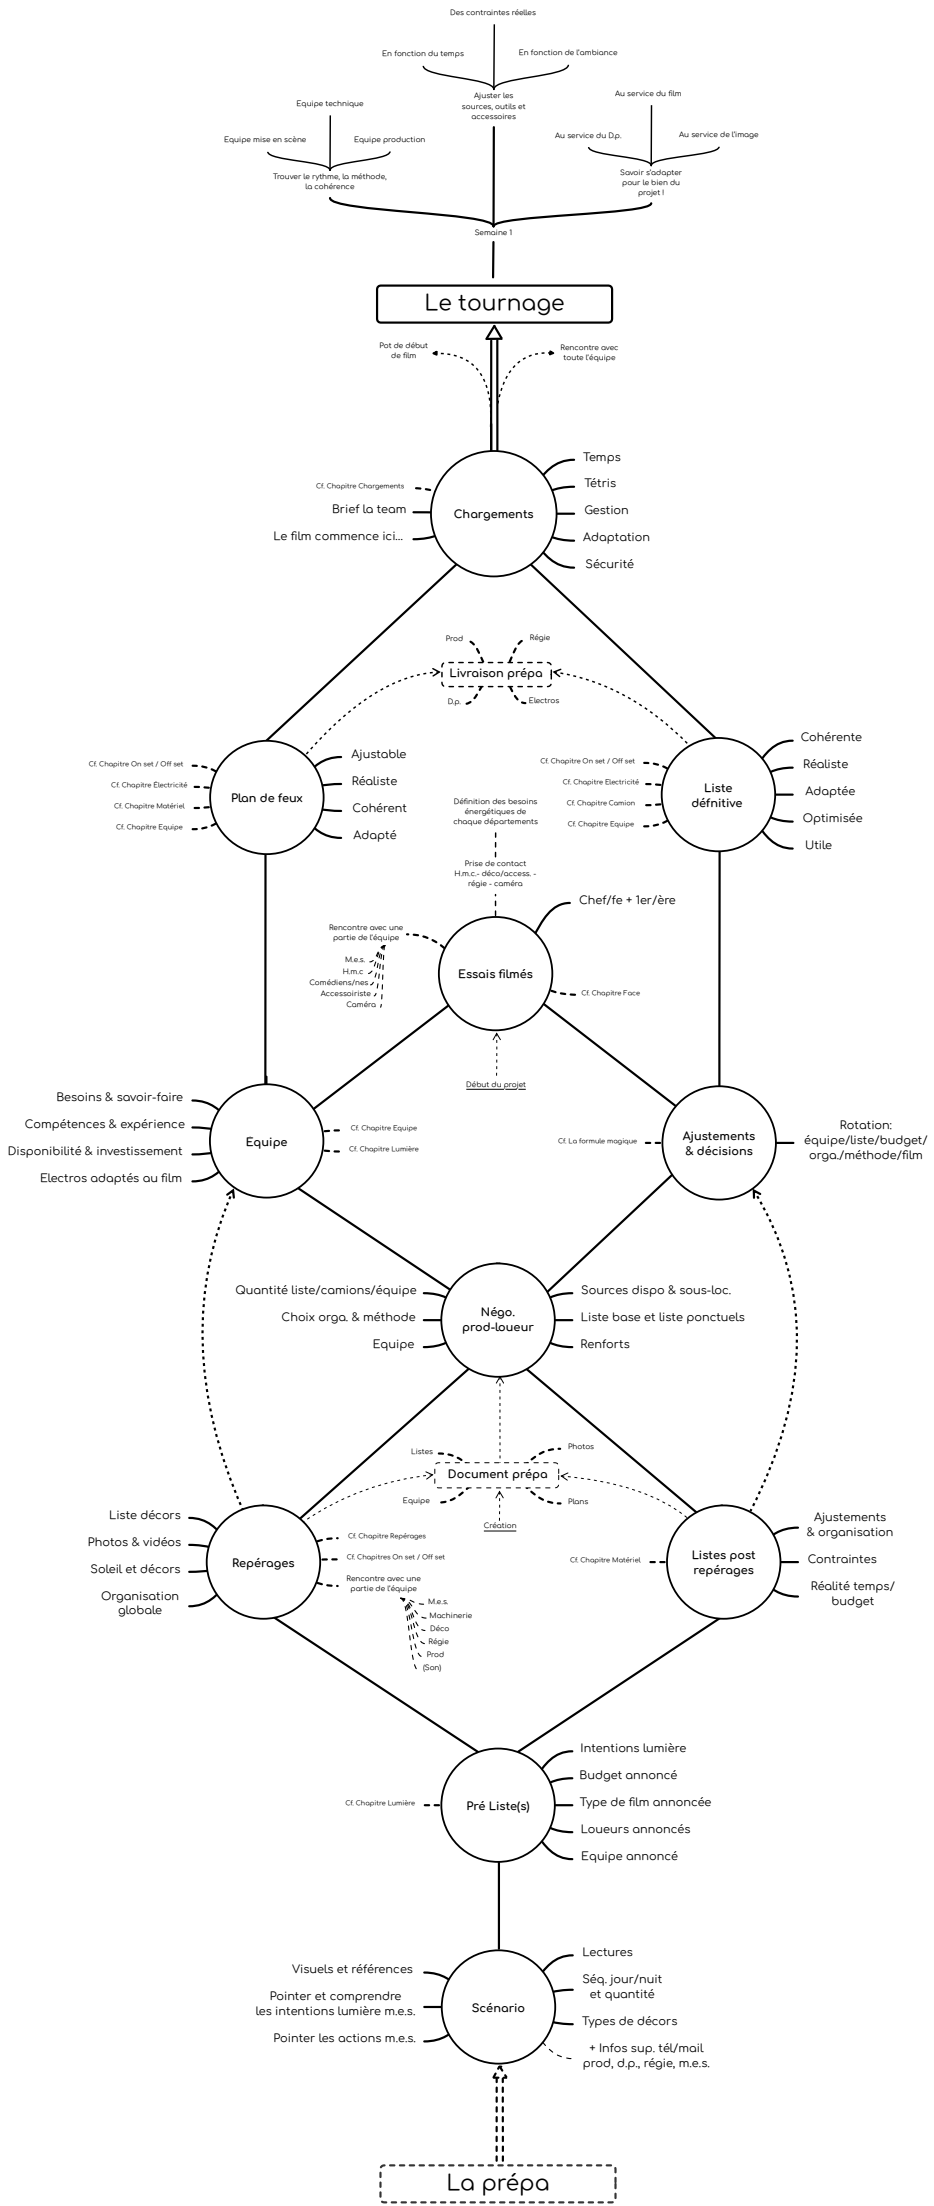 Des contraintes réelles
En fonction du temps
En fonction de l'ambiance
Ajuster les
sources, outils et
accessoires
Equipe technique
Equipe mise en scène
Equipe production
Trouver le rythme, la méthode,
la cohérence
Au service du film
Au service du D.p.
Au service de l'image
Savoir s'adapter
pour le bien du
projet !
Semaine 1
Le tournage
Pot de début
de film
Rencontre avec
toute l'équipe
Chargements
Cf. Chapitre Chargements
Brief la team
Le film commence ici...
Temps
Tétris
Gestion
Adaptation
Sécurité
Prod
Régie
Livraison prépa
D.p.
Electros
Plan de feux
Cf. Chapitre On set / Off set
Cf. Chapitre Électricité
Cf. Chapitre Matériel
Cf. Chapitre Equipe
Ajustable
Réaliste
Cohérent
Adapté
Liste
défnitive
Cf. Chapitre On set / Off set
Cf. Chapitre Electricité
Cf. Chapitre Camion
Cf. Chapitre Equipe
Cohérente
Réaliste
Adaptée
Optimisée
Utile
Définition des besoins
énergétiques de
chaque départements
Prise de contact
H.m.c.- déco/access. -
régie - caméra
Essais filmés
Chef/fe + 1er/ère
Rencontre avec une
partie de l'équipe
M.e.s.
H.m.c
Comédiens/nes
Accessoiriste
Caméra
Cf. Chapitre Face
Début du projet
Equipe
Besoins & savoir-faire
Compétences & expérience
Disponibilité & investissement
Electros adaptés au film
Cf. Chapitre Equipe
Cf. Chapitre Lumière
Ajustements
& décisions
Cf. La formule magique
Rotation:
équipe/liste/budget/
orga./méthode/film
Négo.
prod-loueur
Quantité liste/camions/équipe
Choix orga. & méthode
Equipe
Sources dispo & sous-loc.
Liste base et liste ponctuels
Renforts
Listes
Photos
Document prépa
Equipe
Plans
Création
Repérages
Liste décors
Photos & vidéos
Soleil et décors
Organisation
globale
Cf. Chapitre Repérages
Cf. Chapitres On set / Off set
Rencontre avec une
partie de l'équipe
M.e.s.
Machinerie
Déco
Régie
Prod
(Son)
Listes post
repérages
Cf. Chapitre Matériel
Ajustements
& organisation
Contraintes
Réalité temps/
budget
Pré Liste(s)
Cf. Chapitre Lumière
Intentions lumière
Budget annoncé
Type de film annoncée
Loueurs annoncés
Equipe annoncé
Scénario
Visuels et références
Pointer et comprendre
les intentions lumière m.e.s.
Pointer les actions m.e.s.
Lectures
Séq. jour/nuit
et quantité
Types de décors
+ Infos sup. tél/mail
prod, d.p., régie, m.e.s.
La prépa